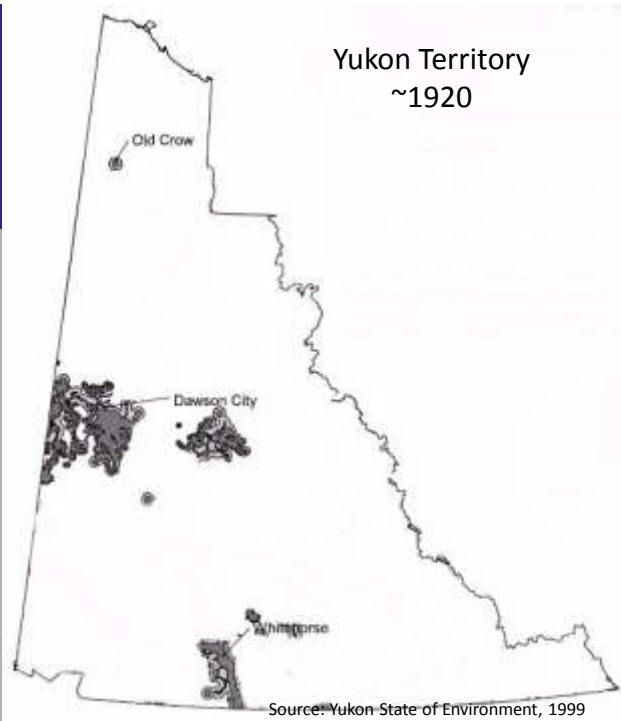 Yukon Territory
~1920
Old Crow
Dawson City
Whitehorse
Source: Yukon State of Environment, 1999